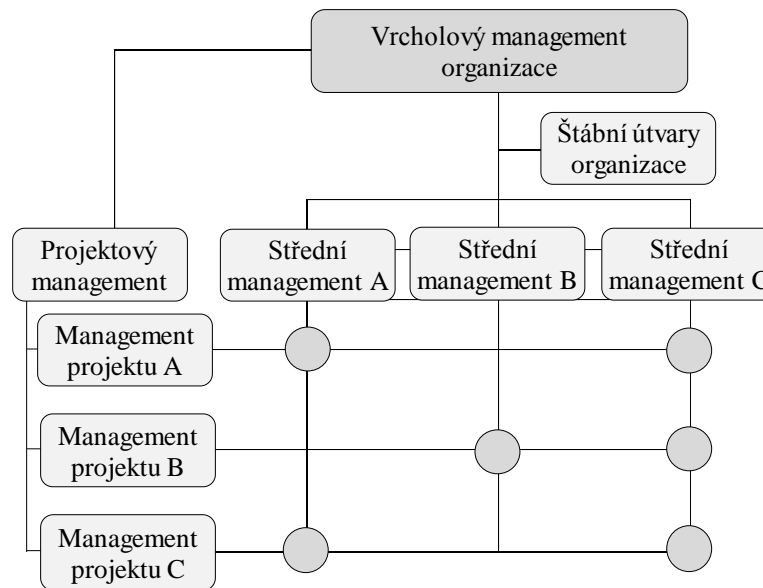 Vrcholový management
organizace
Štábní útvary
organizace
Projektový
management
Střední
management A
Střední
management B
Střední
management C
Management
projektu A
Management
projektu B
Management
projektu C